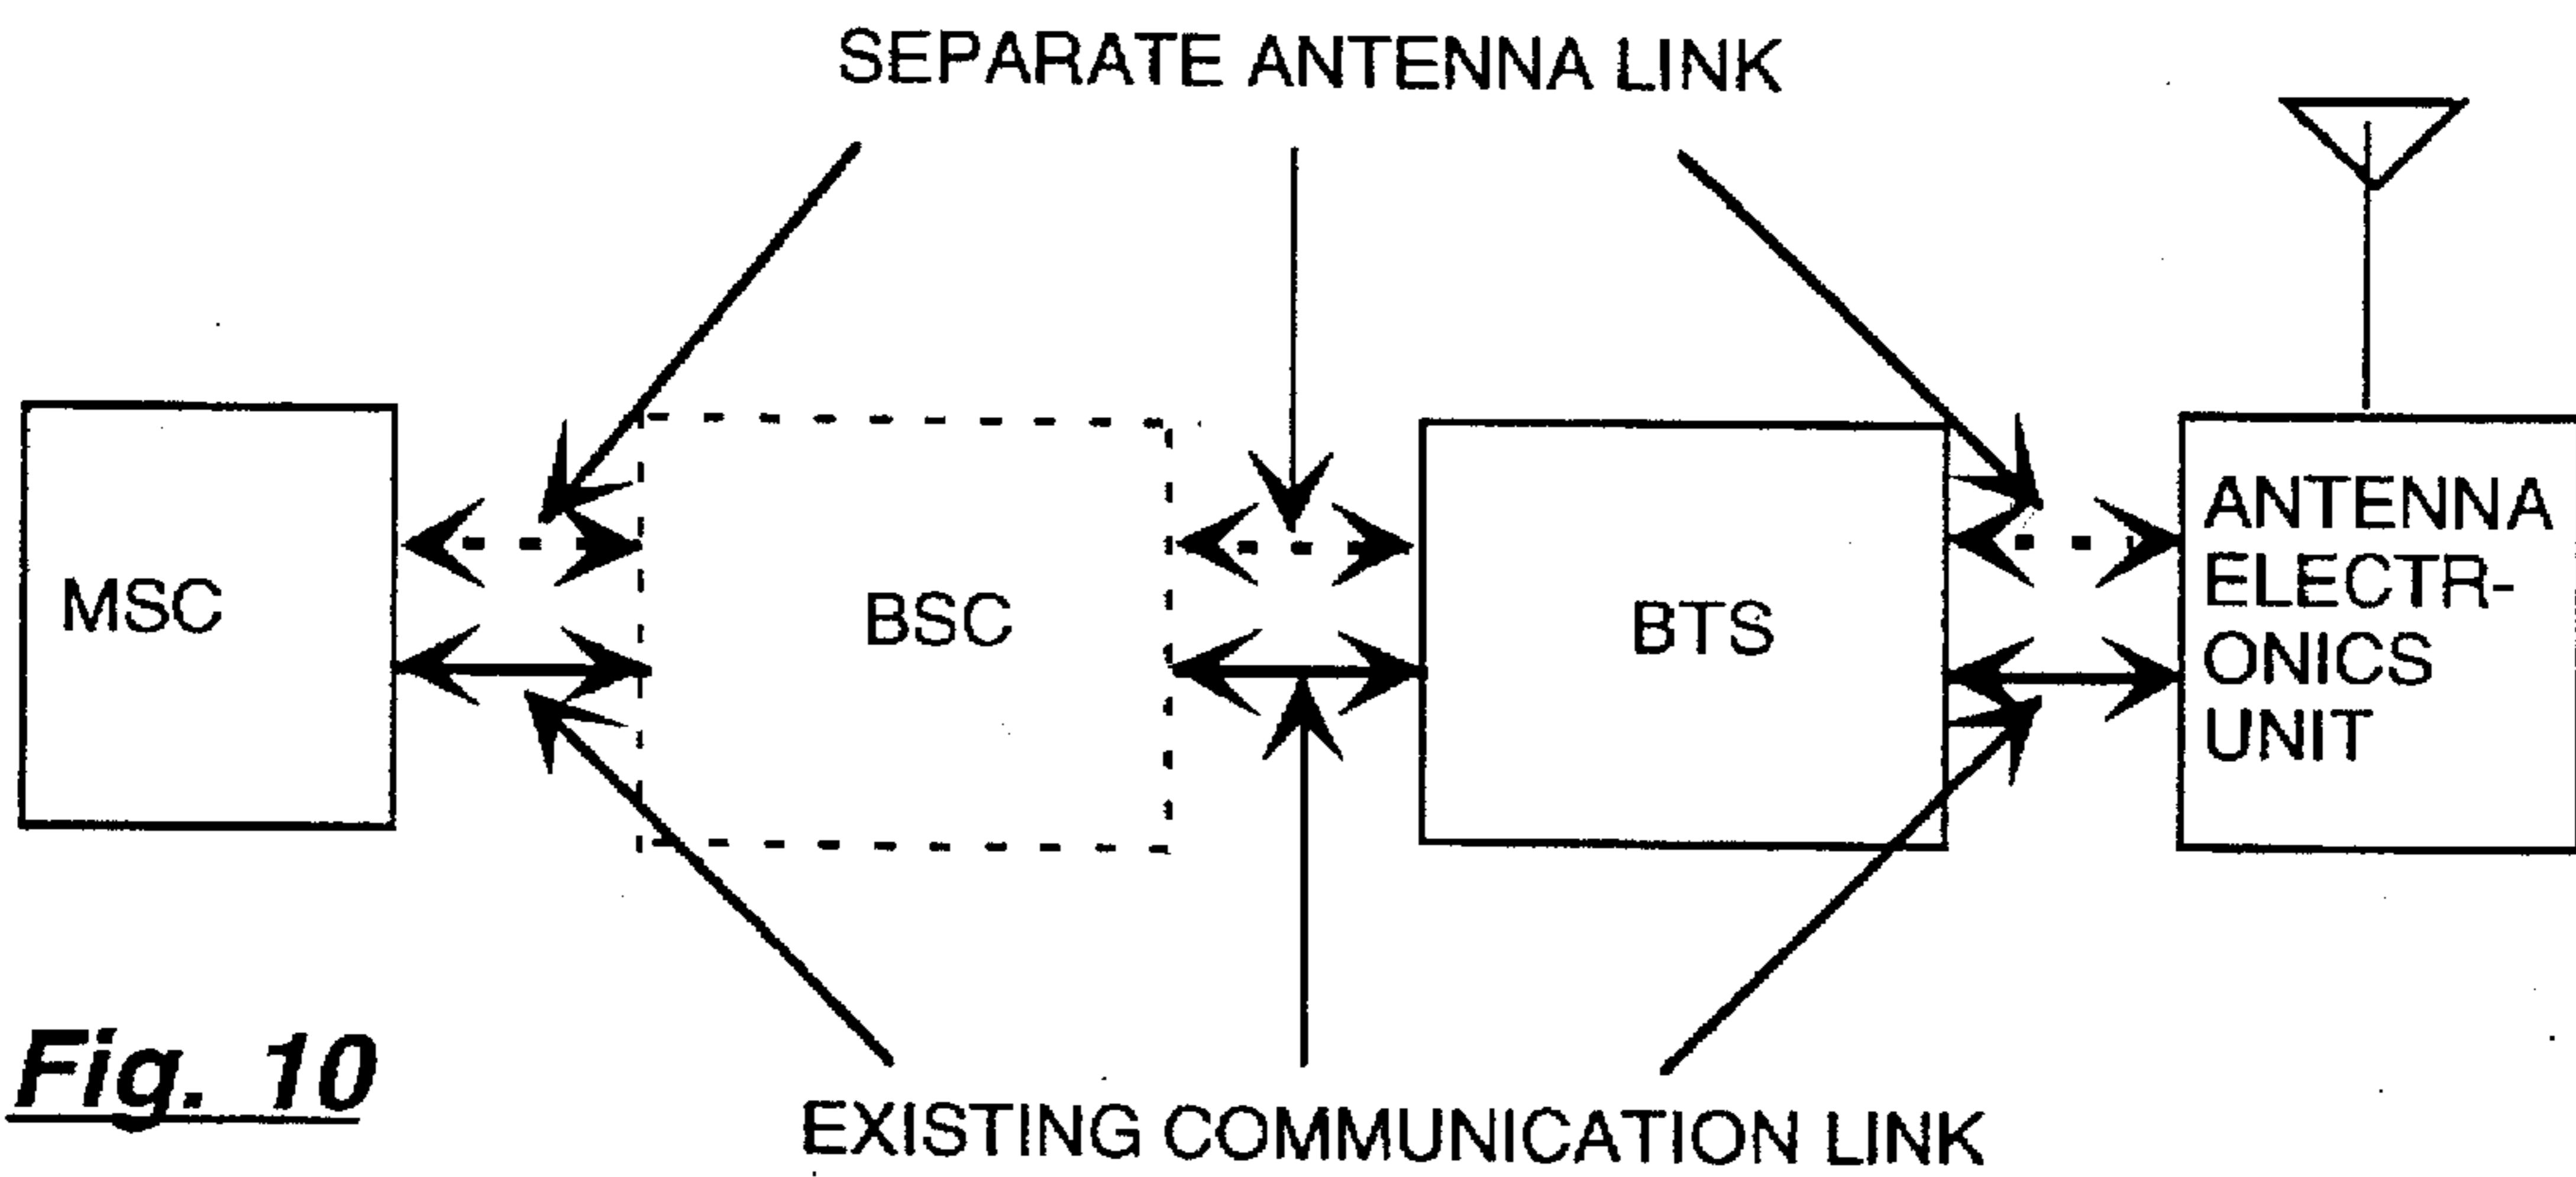 SEPARATE ANTENNA LINK
MSC
BSC
BTS
ANTENNA
ELECTR-
ONICS
UNIT
Fig. 10
EXISTING COMMUNICATION LINK